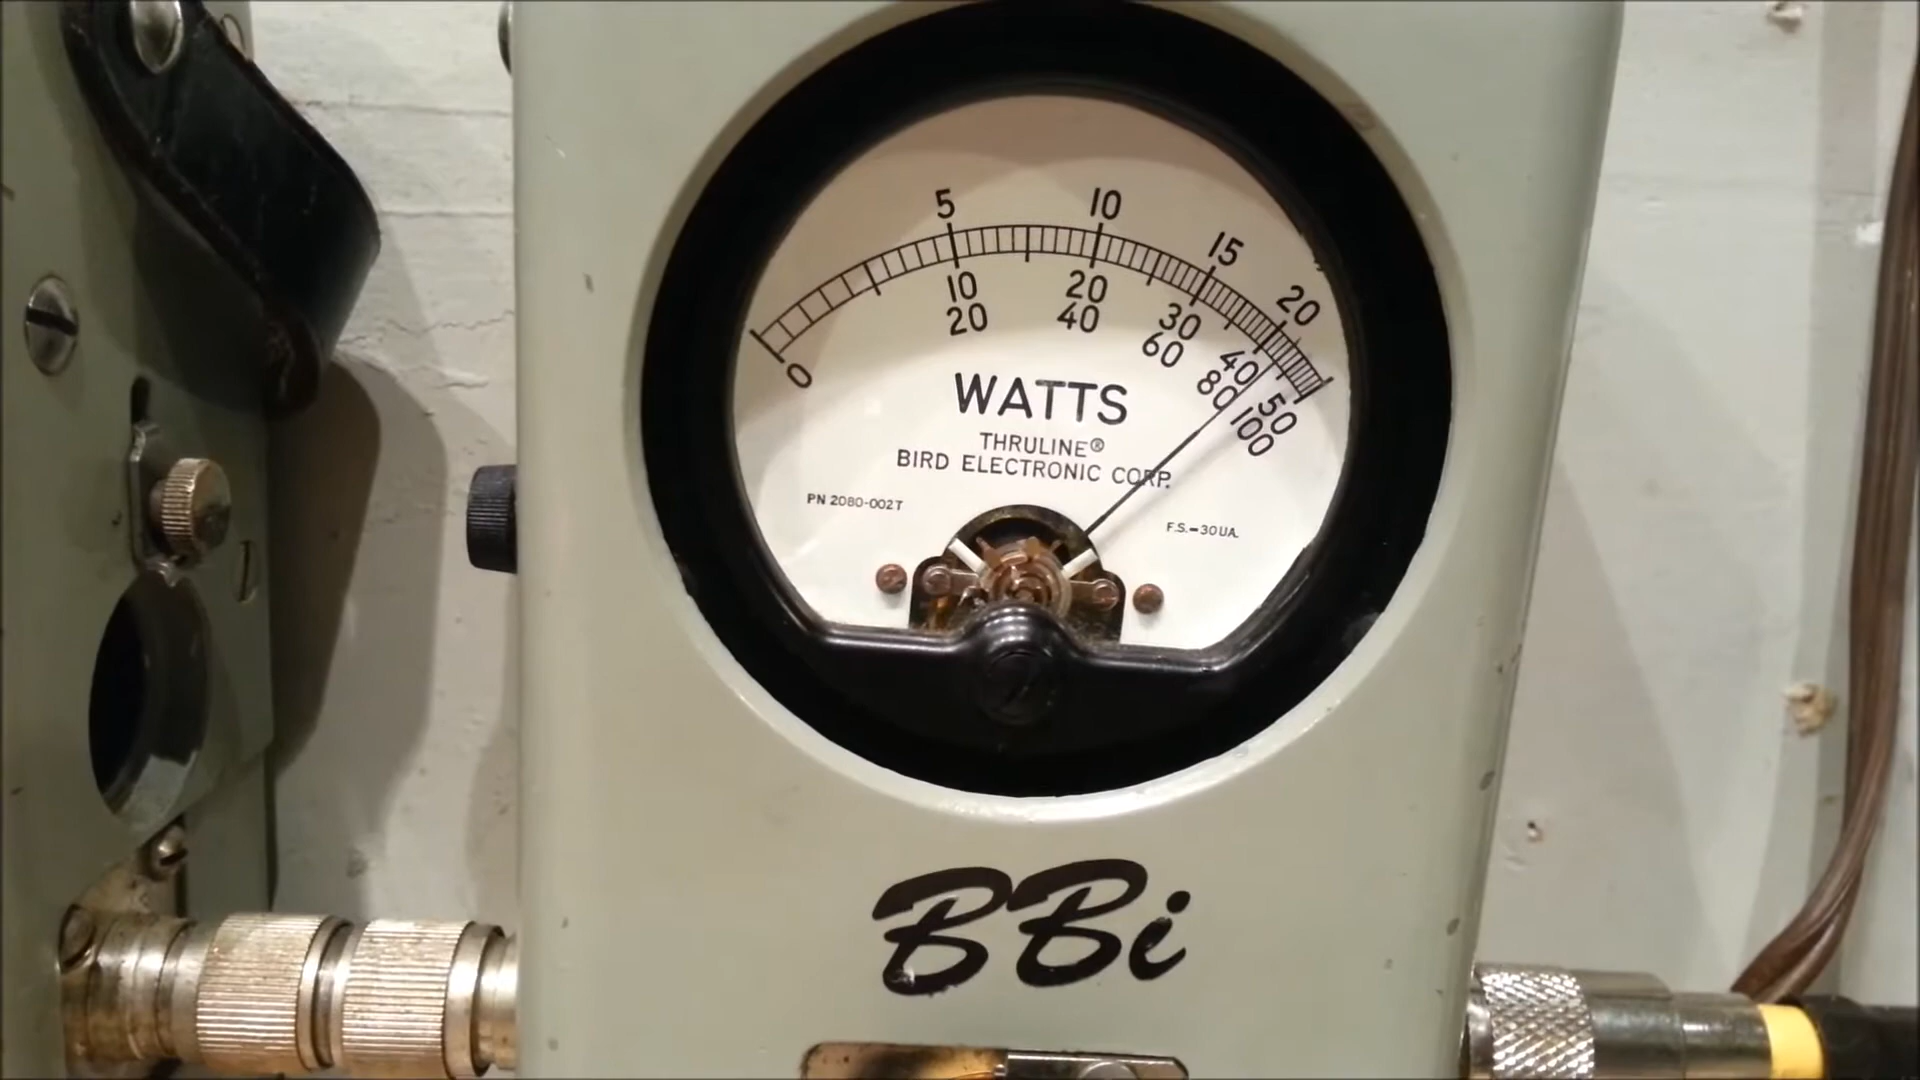 5 10 15 20
0 10 20 30 40 50
20 40 60 80 100
WATTS
THRULINE®
BIRD ELECTRONIC CORP.
PN 2080-002T
F.S.=30UA.
BBi